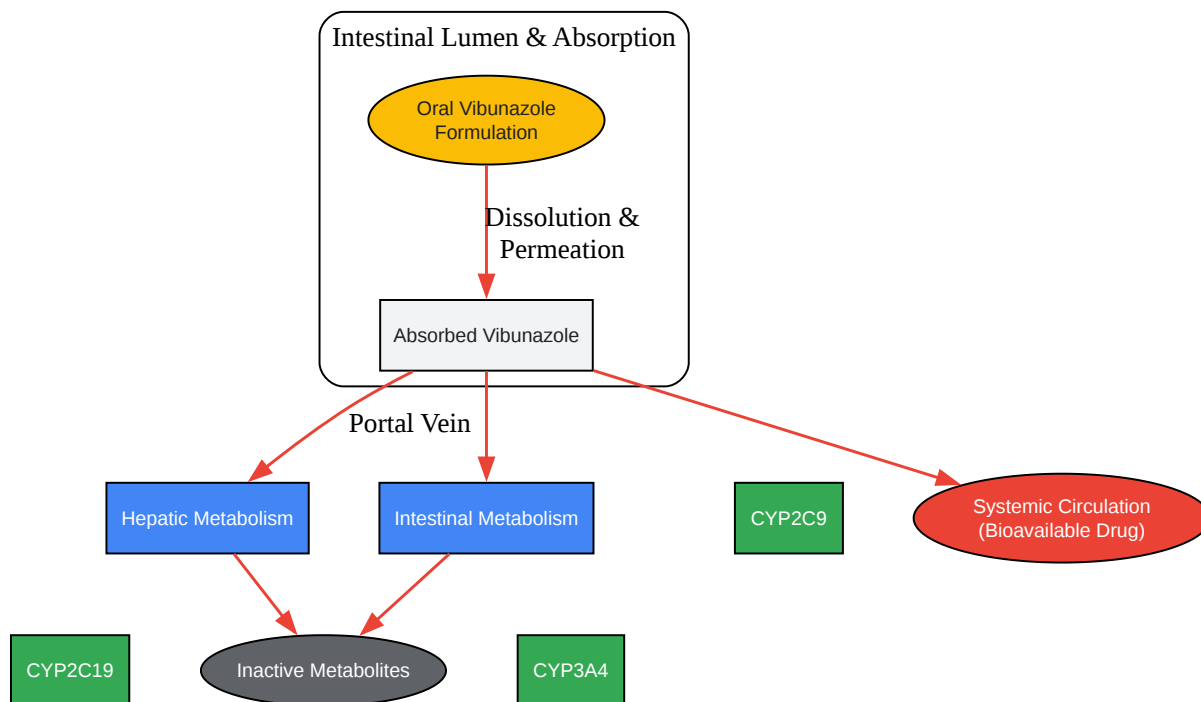 Intestinal Lumen & Absorption
Oral Vibunazole
Formulation
Dissolution &
Permeation
Absorbed Vibunazole
Portal Vein
Hepatic Metabolism
Intestinal Metabolism
CYP2C9
Systemic Circulation
(Bioavailable Drug)
CYP2C19
Inactive Metabolites
CYP3A4